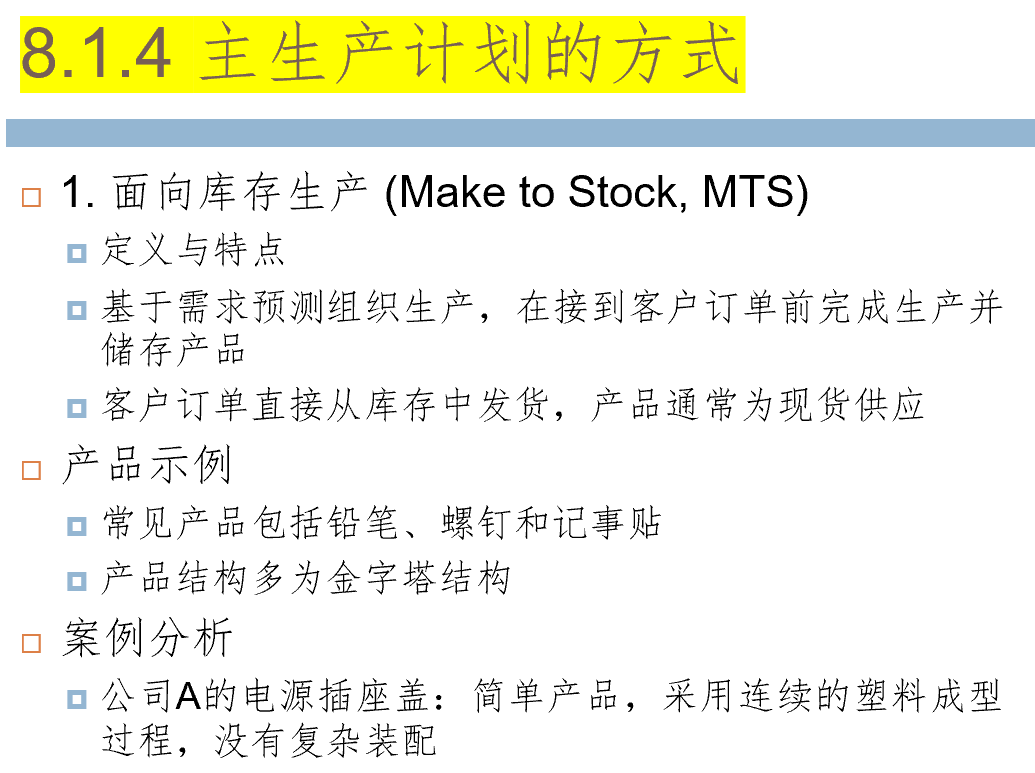 8.1.4 主生产计划的方式
1. 面向库存生产 (Make to Stock, MTS)
定义与特点
基于需求预测组织生产，在接到客户订单前完成生产并
储存产品
客户订单直接从库存中发货，产品通常为现货供应
产品示例
常见产品包括铅笔、螺钉和记事贴
产品结构多为金字塔结构
案例分析
公司A的电源插座盖：简单产品，采用连续的塑料成型
过程，没有复杂装配